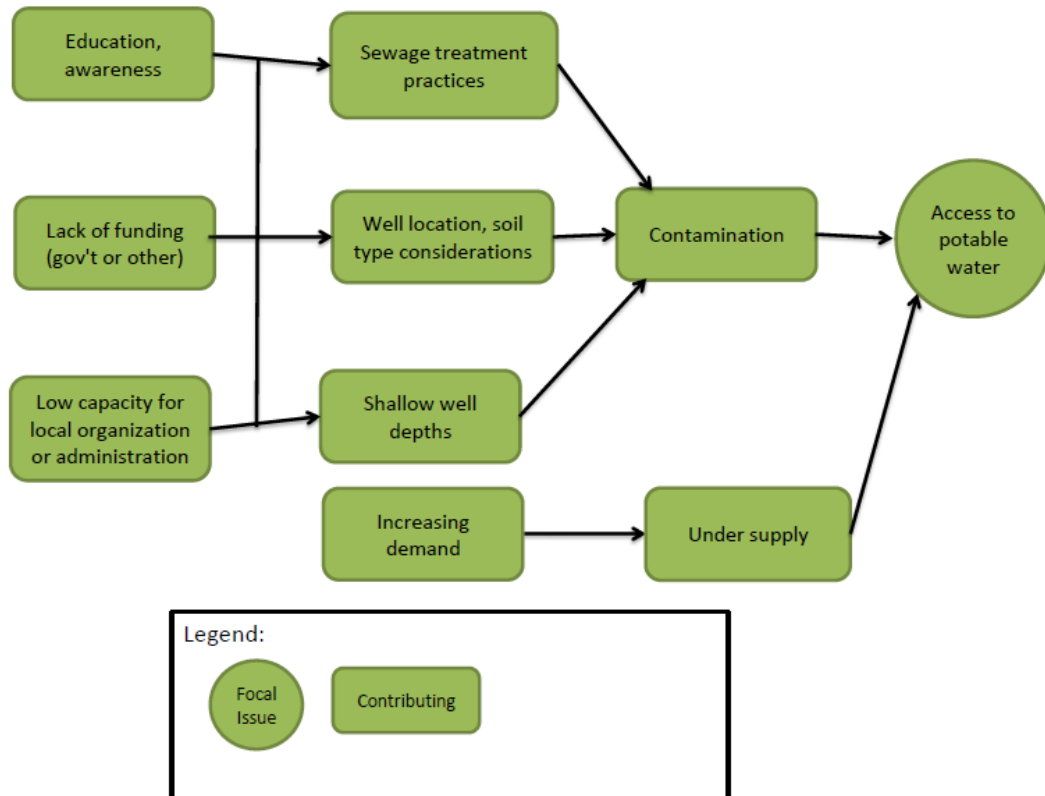 Education,
awareness
Sewage treatment
practices
Lack of funding
(gov't or other)
Well location, soil
type considerations
Contamination
Access to
potable
water
Low capacity for
local organization
or administration
Shallow well
depths
Increasing
demand
Under supply
Legend:
Focal
Issue
Contributing